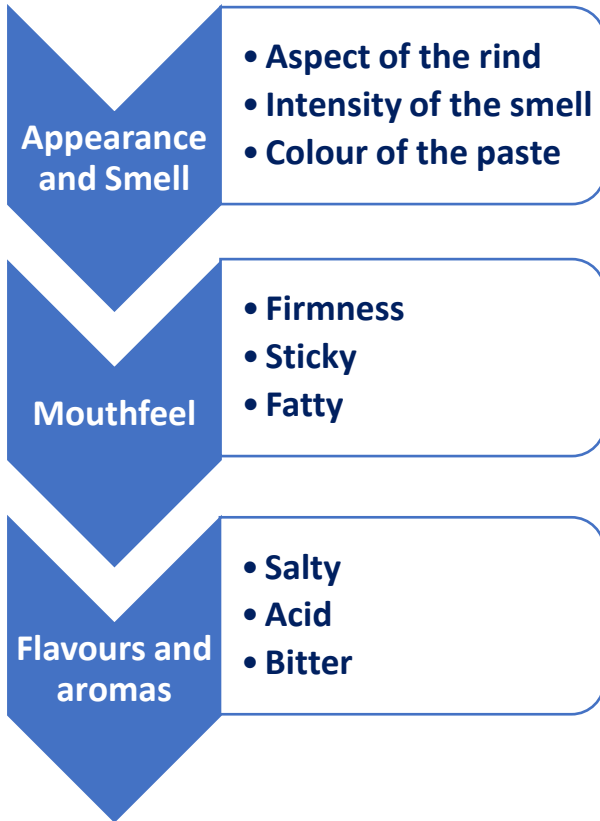 Appearance
and Smell
• Aspect of the rind
• Intensity of the smell
• Colour of the paste
Mouthfeel
• Firmness
• Sticky
• Fatty
Flavours and
aromas
• Salty
• Acid
• Bitter